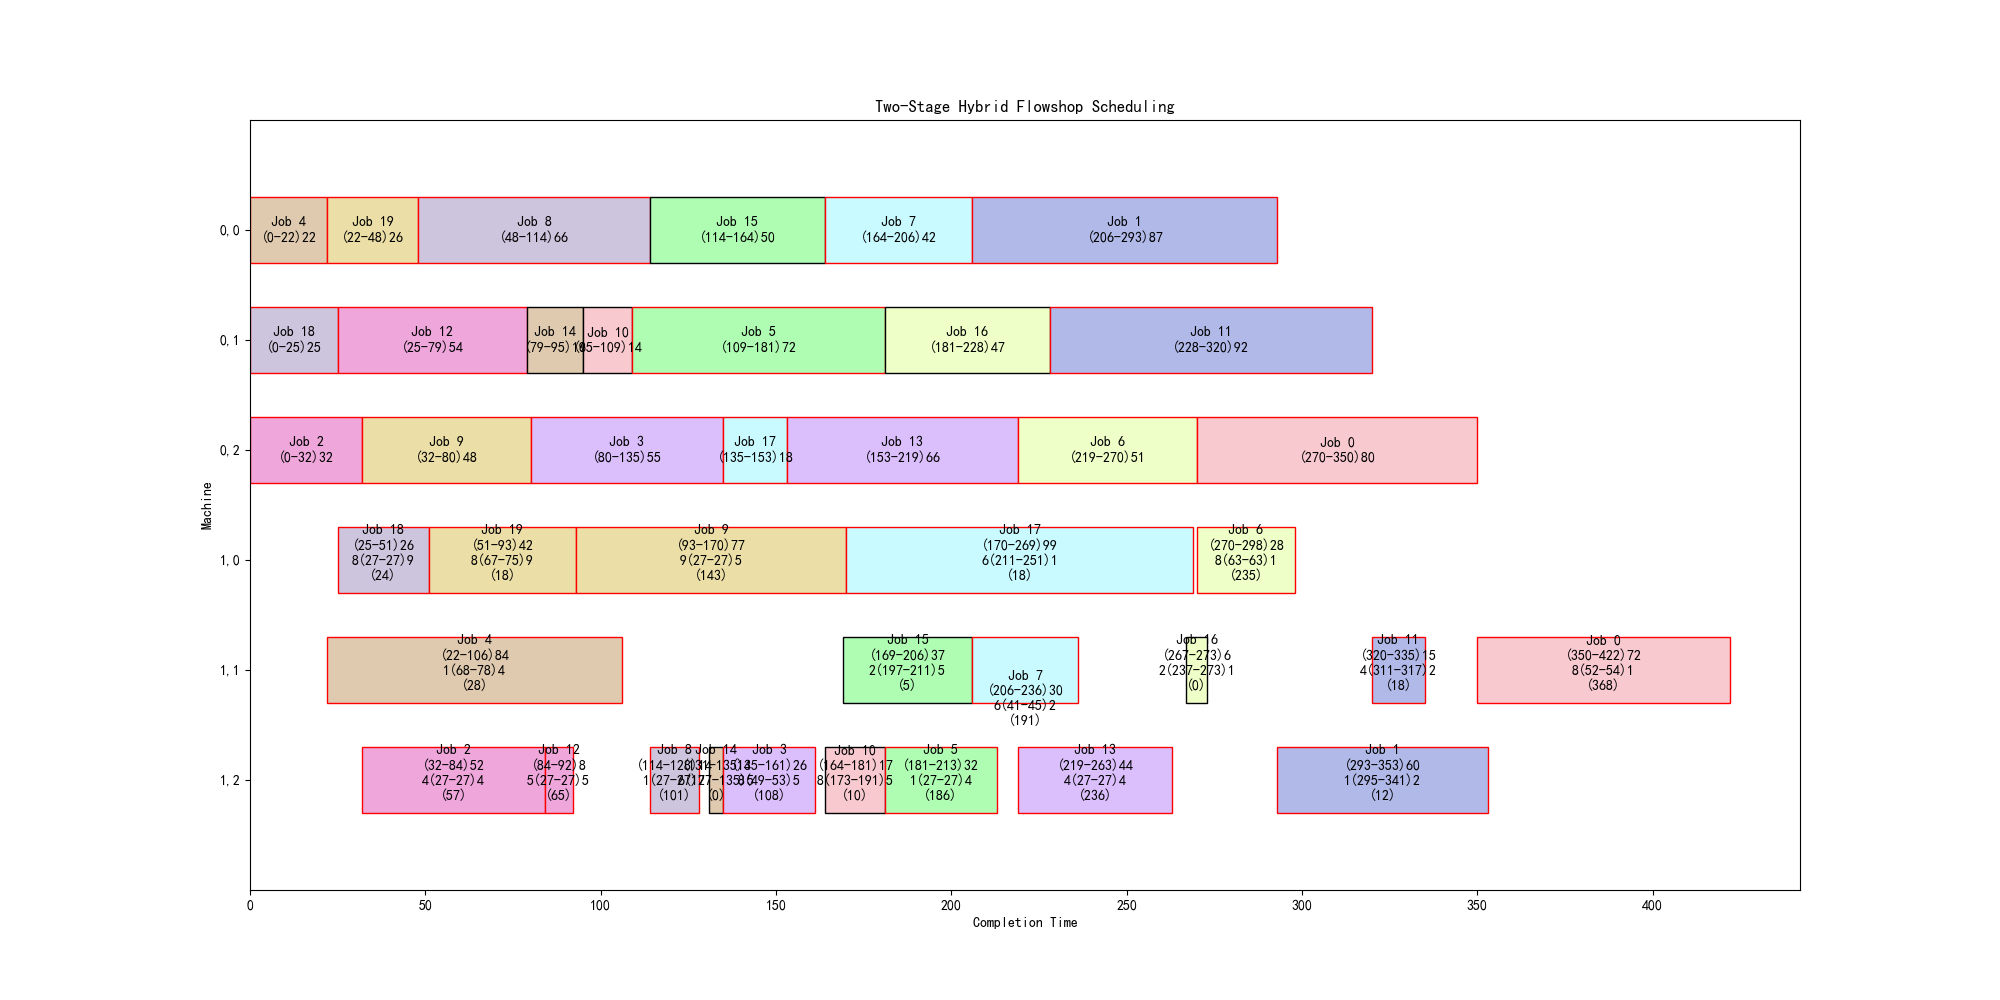 Two-Stage Hybrid Flowshop Scheduling
0,0
Job 4
(0-22)22
Job 19
(22-48)26
Job 8
(48-114)66
Job 15
(114-164)50
Job 7
(164-206)42
Job 1
(206-293)87
0,1
Job 18
(0-25)25
Job 12
(25-79)54
Job 14
(79-95)16
Job 10
(95-109)14
Job 5
(109-181)72
Job 16
(181-228)47
Job 11
(228-320)92
0,2
Job 2
(0-32)32
Job 9
(32-80)48
Job 3
(80-135)55
Job 17
(135-153)18
Job 13
(153-219)66
Job 6
(219-270)51
Job 0
(270-350)80
Machine
1,0
Job 18
(25-51)26
8(27-27)9
(24)
Job 19
(51-93)42
8(67-75)9
(18)
Job 9
(93-170)77
9(27-27)5
(143)
Job 17
(170-269)99
6(211-251)1
(18)
Job 6
(270-298)28
8(63-63)1
(235)
1,1
Job 4
(22-106)84
1(68-78)4
(28)
Job 15
(169-206)37
2(197-211)5
(5)
Job 7
(206-236)30
6(41-45)2
(191)
Job 16
(267-273)6
2(237-273)1
(0)
Job 11
(320-335)15
4(311-317)2
(18)
Job 0
(350-422)72
8(52-54)1
(368)
1,2
Job 2
(32-84)52
4(27-27)4
(57)
Job 12
(84-92)8
5(27-27)5
(65)
Job 8
(101)
Job 14
(0)
Job 3
(135-161)26
8(49-53)5
(108)
Job 10
(164-181)17
8(173-191)5
(10)
Job 5
(181-213)32
1(27-27)4
(186)
Job 13
(219-263)44
4(27-27)4
(236)
Job 1
(293-353)60
1(295-341)2
(12)
0 50 100 150 200 250 300 350 400
Completion Time